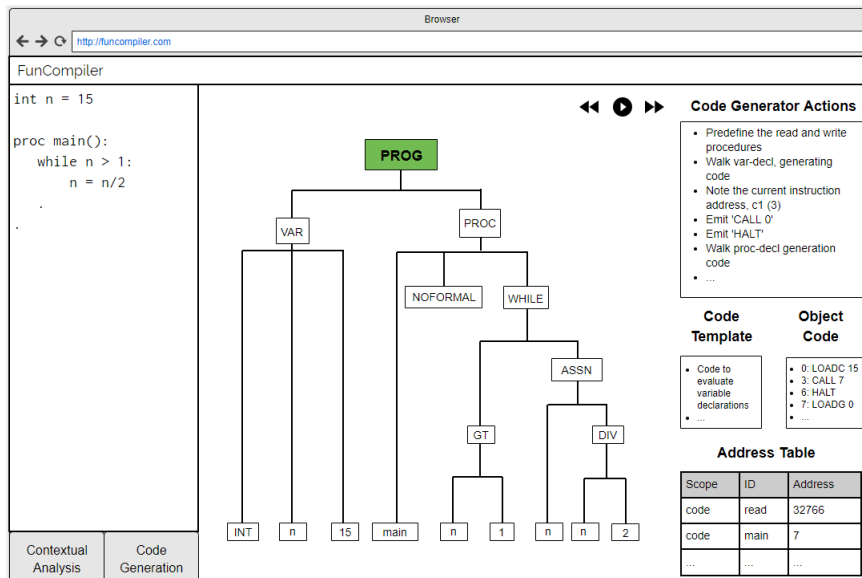 Browser
http://funcompiler.com
FunCompiler
int n = 15
proc main():
while n > 1:
n = n/2
.
.
Contextual
Analysis
Code
Generation
PROG
VAR
PROC
NOFORMAL
WHILE
ASSN
GT
DIV
INT
n
15
main
n
1
n
n
2
Code Generator Actions
• Predefine the read and write
procedures
• Walk var-decl, generating
code
• Note the current instruction
address, c1 (3)
• Emit 'CALL 0'
• Emit 'HALT'
• Walk proc-decl generation
code
• ...
Code
Template
• Code to
evaluate
variable
declarations
• ...
Object
Code
• 0: LOADC 15
• 3: CALL 7
• 6: HALT
• 7: LOADG 0
• ...
Address Table
Scope ID Address
code read 32766
code main 7
... ... ...